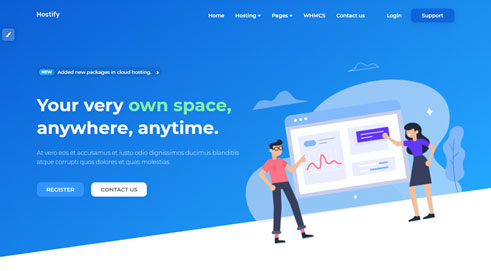 Hostify
Home Hosting Pages WHMCS Contact us Login Support
NEW Added new packages in cloud hosting.
Your very own space,
anywhere, anytime.
At vero eos et accusamus et iusto odio dignissimos ducimus blanditiis
atque corrupti quos dolores et quas molestias.
REGISTER CONTACT US